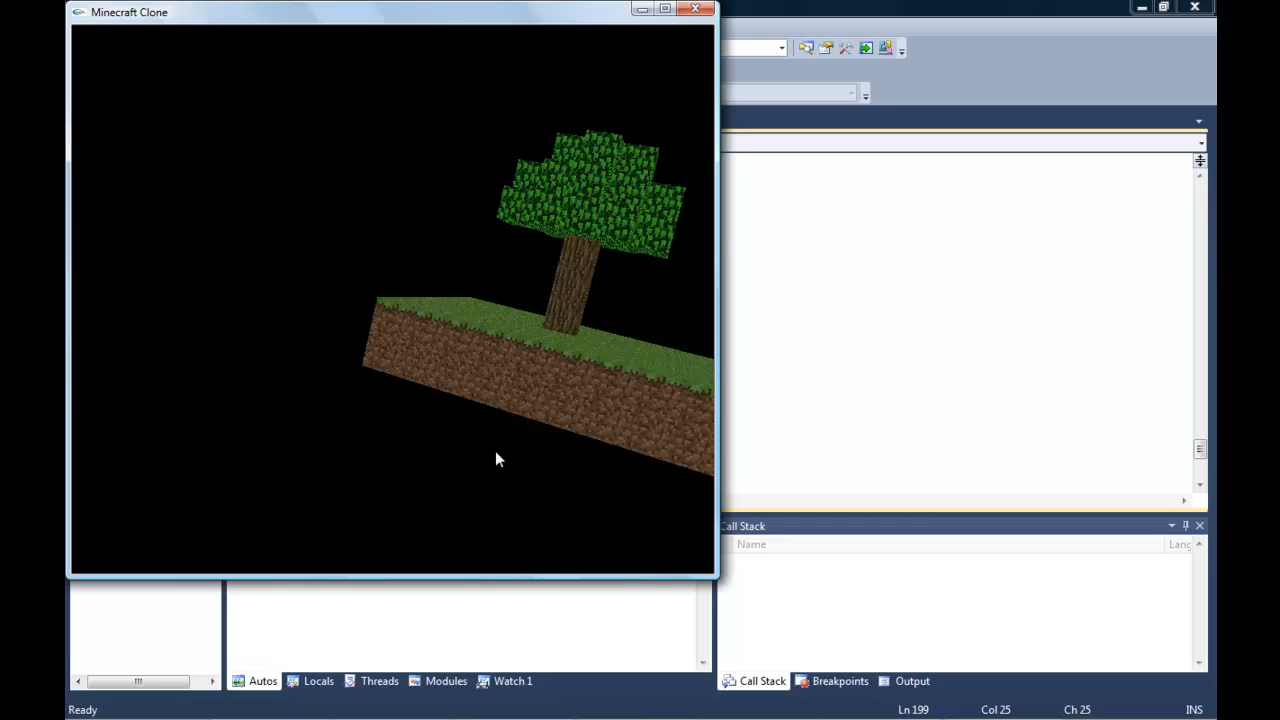 Minecraft Clone
Call Stack
Name
Lang
Autos
Locals
Threads
Modules
Watch 1
Call Stack
Breakpoints
Output
Ready
Ln 199
Col 25
Ch 25
INS